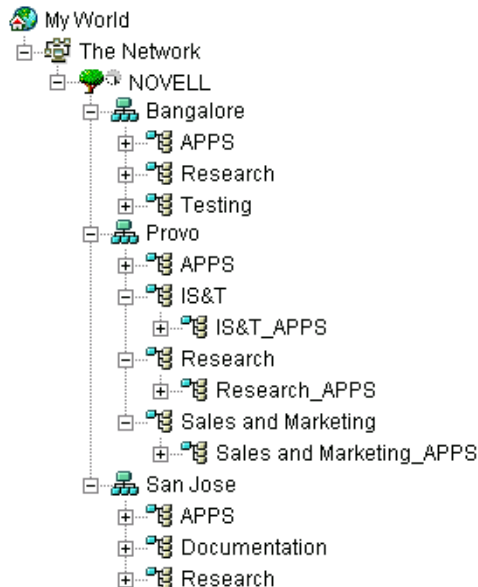 My World
The Network
NOVELL
Bangalore
APPS
Research
Testing
Provo
APPS
IS&T
IS&T_APPS
Research
Research_APPS
Sales and Marketing
Sales and Marketing_APPS
San Jose
APPS
Documentation
Research